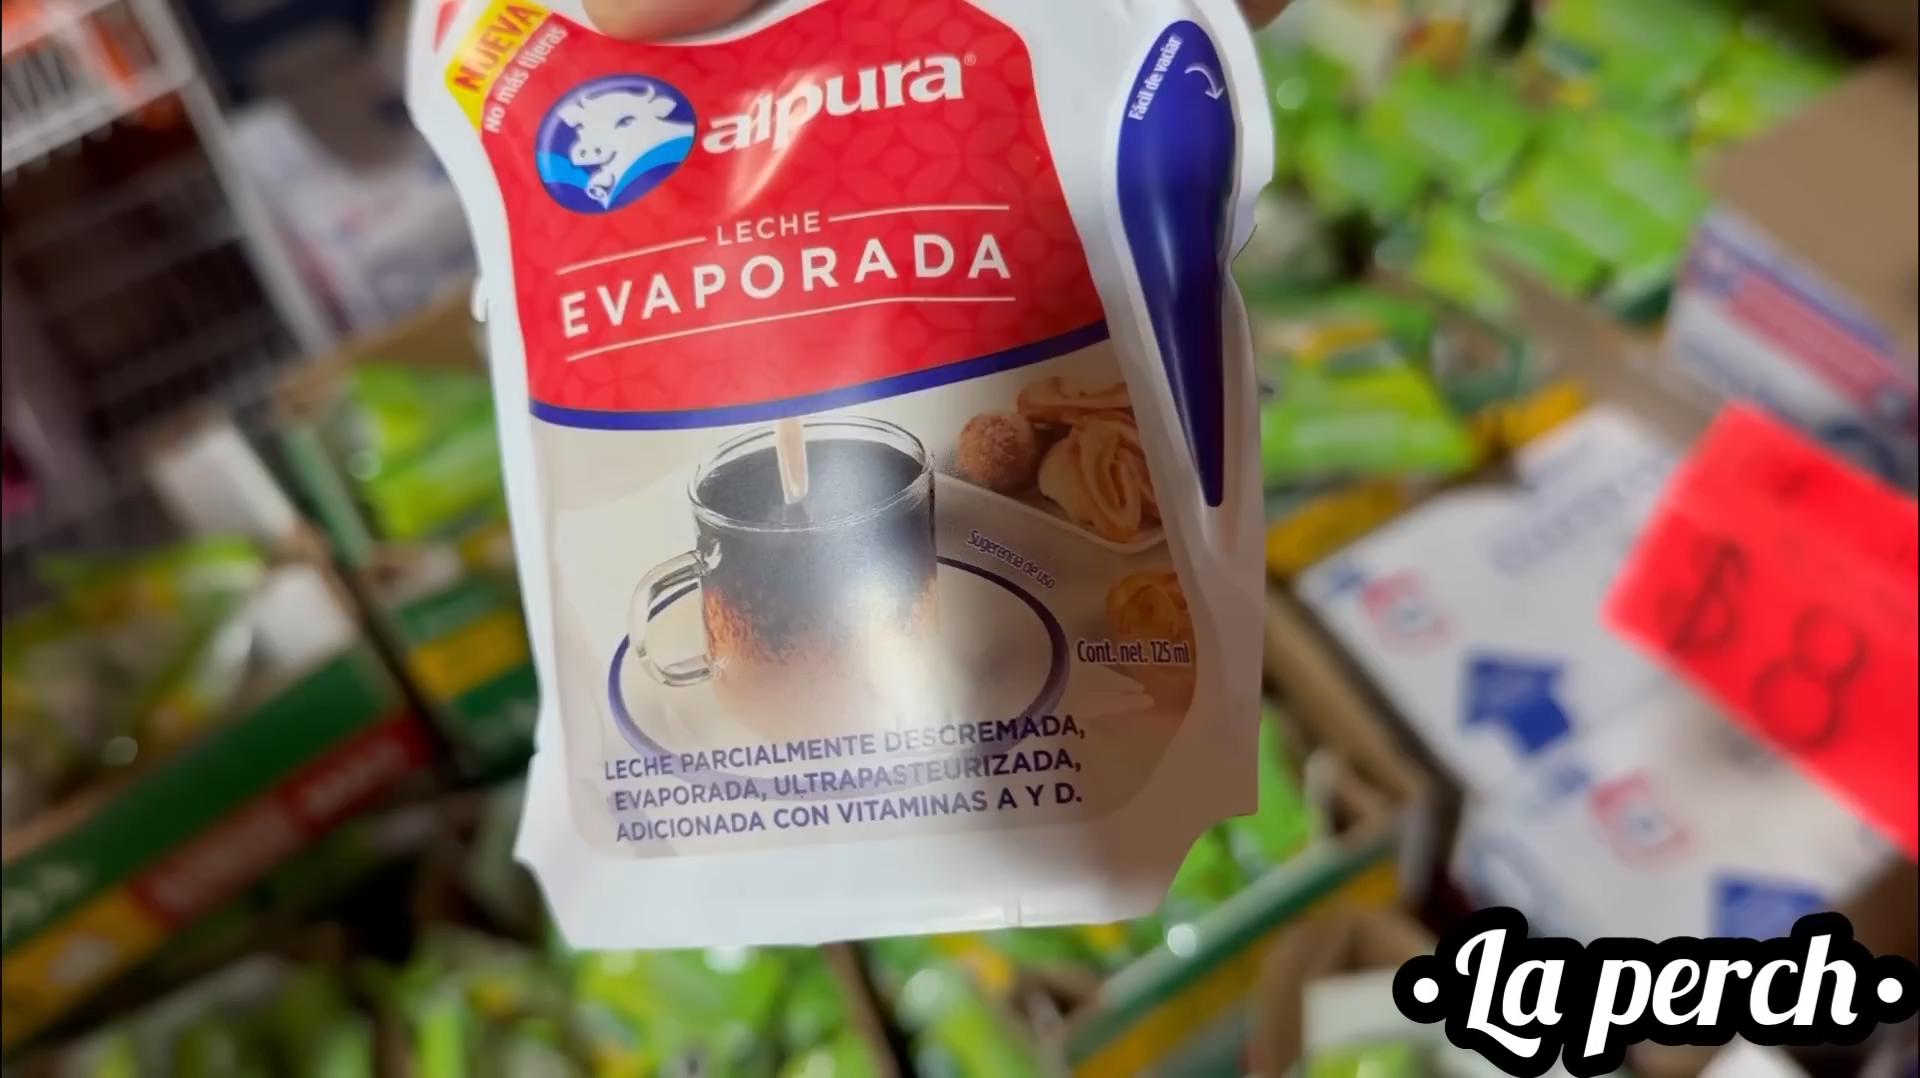 NUEVA
No más tijeras
alpura®
Fácil de vaciar
LECHE
EVAPORADA
Sugerencia de uso
Cont. net. 125 ml
LECHE PARCIALMENTE DESCREMADA,
EVAPORADA, ULTRAPASTEURIZADA,
ADICIONADA CON VITAMINAS A Y D.
$8
•La perch•